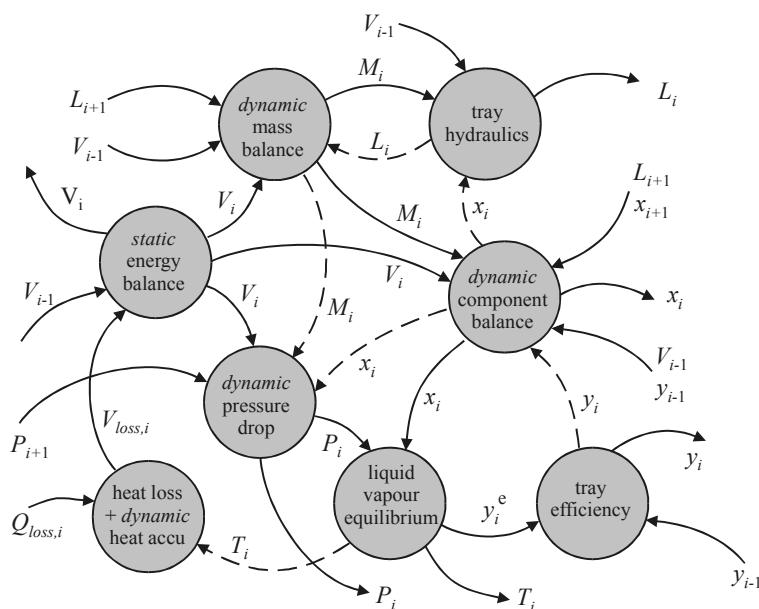 V_{i-1}
M_i
L_{i+1}
dynamic
mass
balance
tray
hydraulics
L_i
V_{i-1}
L_i
V_i
V_i
M_i
x_i
L_{i+1}
x_{i+1}
static
energy
balance
V_i
dynamic
component
balance
x_i
V_{i-1}
V_i
M_i
x_i
V_{i-1}
y_{i-1}
dynamic
pressure
drop
x_i
y_i
P_{i+1}
V_{loss,i}
P_i
y_i
liquid
vapour
equilibrium
tray
efficiency
heat loss
+ dynamic
heat accu
Q_{loss,i}
y_i^e
T_i
y_{i-1}
P_i
T_i